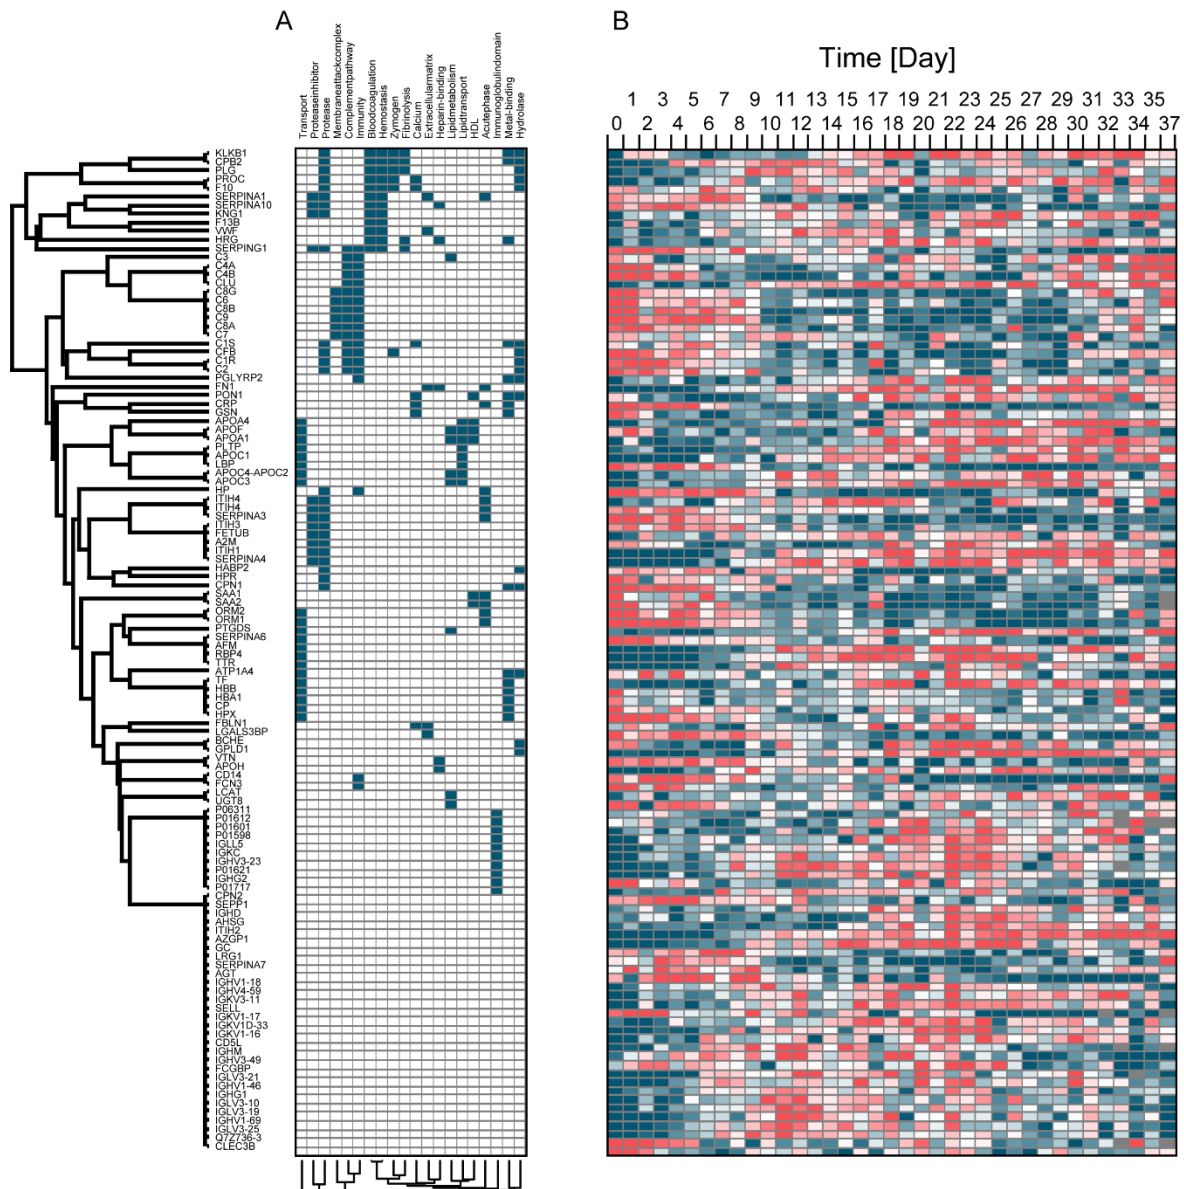 A
B
Time [Day]
Transport
Proteaseinhibitor
Protease
Membraneattackcomplex
Complementpathway
Immunity
Bloodcoagulation
Hemostasis
Zymogen
Fibrinolysis
Calcium
Extracellularmatrix
Heparin-binding
Lipidmetabolism
Lipidtransport
HDL
Acutephase
Immunoglobulindomain
Metal-binding
Hydrolase
1 3 5 7 9 11 13 15 17 19 21 23 25 27 31 33 35
0 2 4 6 8 10 12 14 16 18 20 22 24 26 28 30 32 34 37
KLKB1
CPB2
PLG
PROC
F10
SERPINA1
SERPINA10
KNG1
F13B
VWF
HRG
SERPING1
C3
C4A
C4B
CLU
C8G
C6
C8B
C9
C8A
C7
C1S
CFB
C1R
C2
PGLYRP2
FN1
PON1
CRP
GSN
APOA4
APOF
APOA1
PLTP
APOC1
LBP
APOC4-APOC2
APOC3
HP
ITIH4
ITIH4
SERPINA3
ITIH3
FETUB
A2M
ITIH1
SERPINA4
HABP2
HPR
CPN1
SAA1
SAA2
ORM2
ORM1
PTGDS
SERPINA6
AFM
RBP4
TTR
ATP1A4
TF
HBB
HBA1
CP
HPX
FBLN1
LGALS3BP
BCHE
GPLD1
VTN
APOH
CD14
FCN3
LCAT
UGT8
P06311
P01612
P01601
P01598
IGLL5
IGKC
IGHV3-23
P01621
IGHG2
P01717
CPN2
SEPP1
IGHD
AHSG
ITIH2
AZGP1
GC
LRG1
SERPINA7
AGT
IGHV1-18
IGHV4-59
IGKV3-11
SELL
IGKV1-17
IGKV1D-33
IGKV1-16
CD5L
IGHM
IGHV3-49
FCGBP
IGLV3-21
IGHV1-46
IGHG1
IGLV3-10
IGLV3-19
IGHV1-69
IGLV3-25
Q7Z736-3
CLEC3B